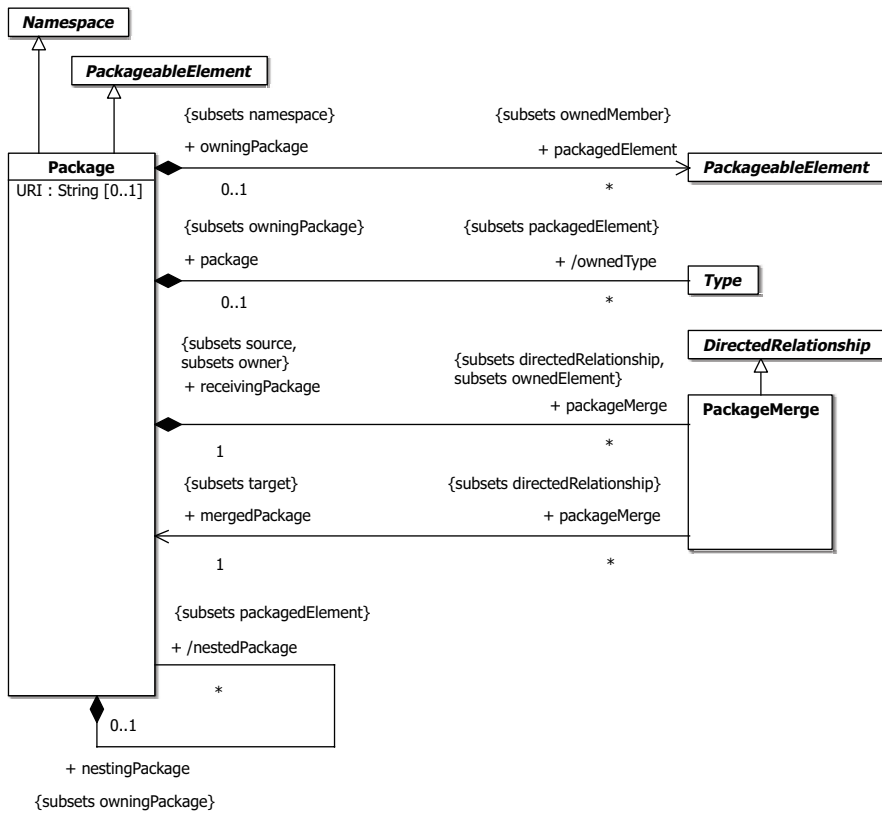 Namespace
PackageableElement
{subsets namespace}
{subsets ownedMember}
+ owningPackage
+ packagedElement
Package
PackageableElement
URI : String [0..1]
0..1
*
{subsets owningPackage}
{subsets packagedElement}
+ package
+ /ownedType
Type
0..1
*
{subsets source,
subsets owner}
DirectedRelationship
{subsets directedRelationship,
subsets ownedElement}
+ receivingPackage
+ packageMerge
PackageMerge
1
*
{subsets target}
{subsets directedRelationship}
+ mergedPackage
+ packageMerge
1
*
{subsets packagedElement}
+ /nestedPackage
*
0..1
+ nestingPackage
{subsets owningPackage}